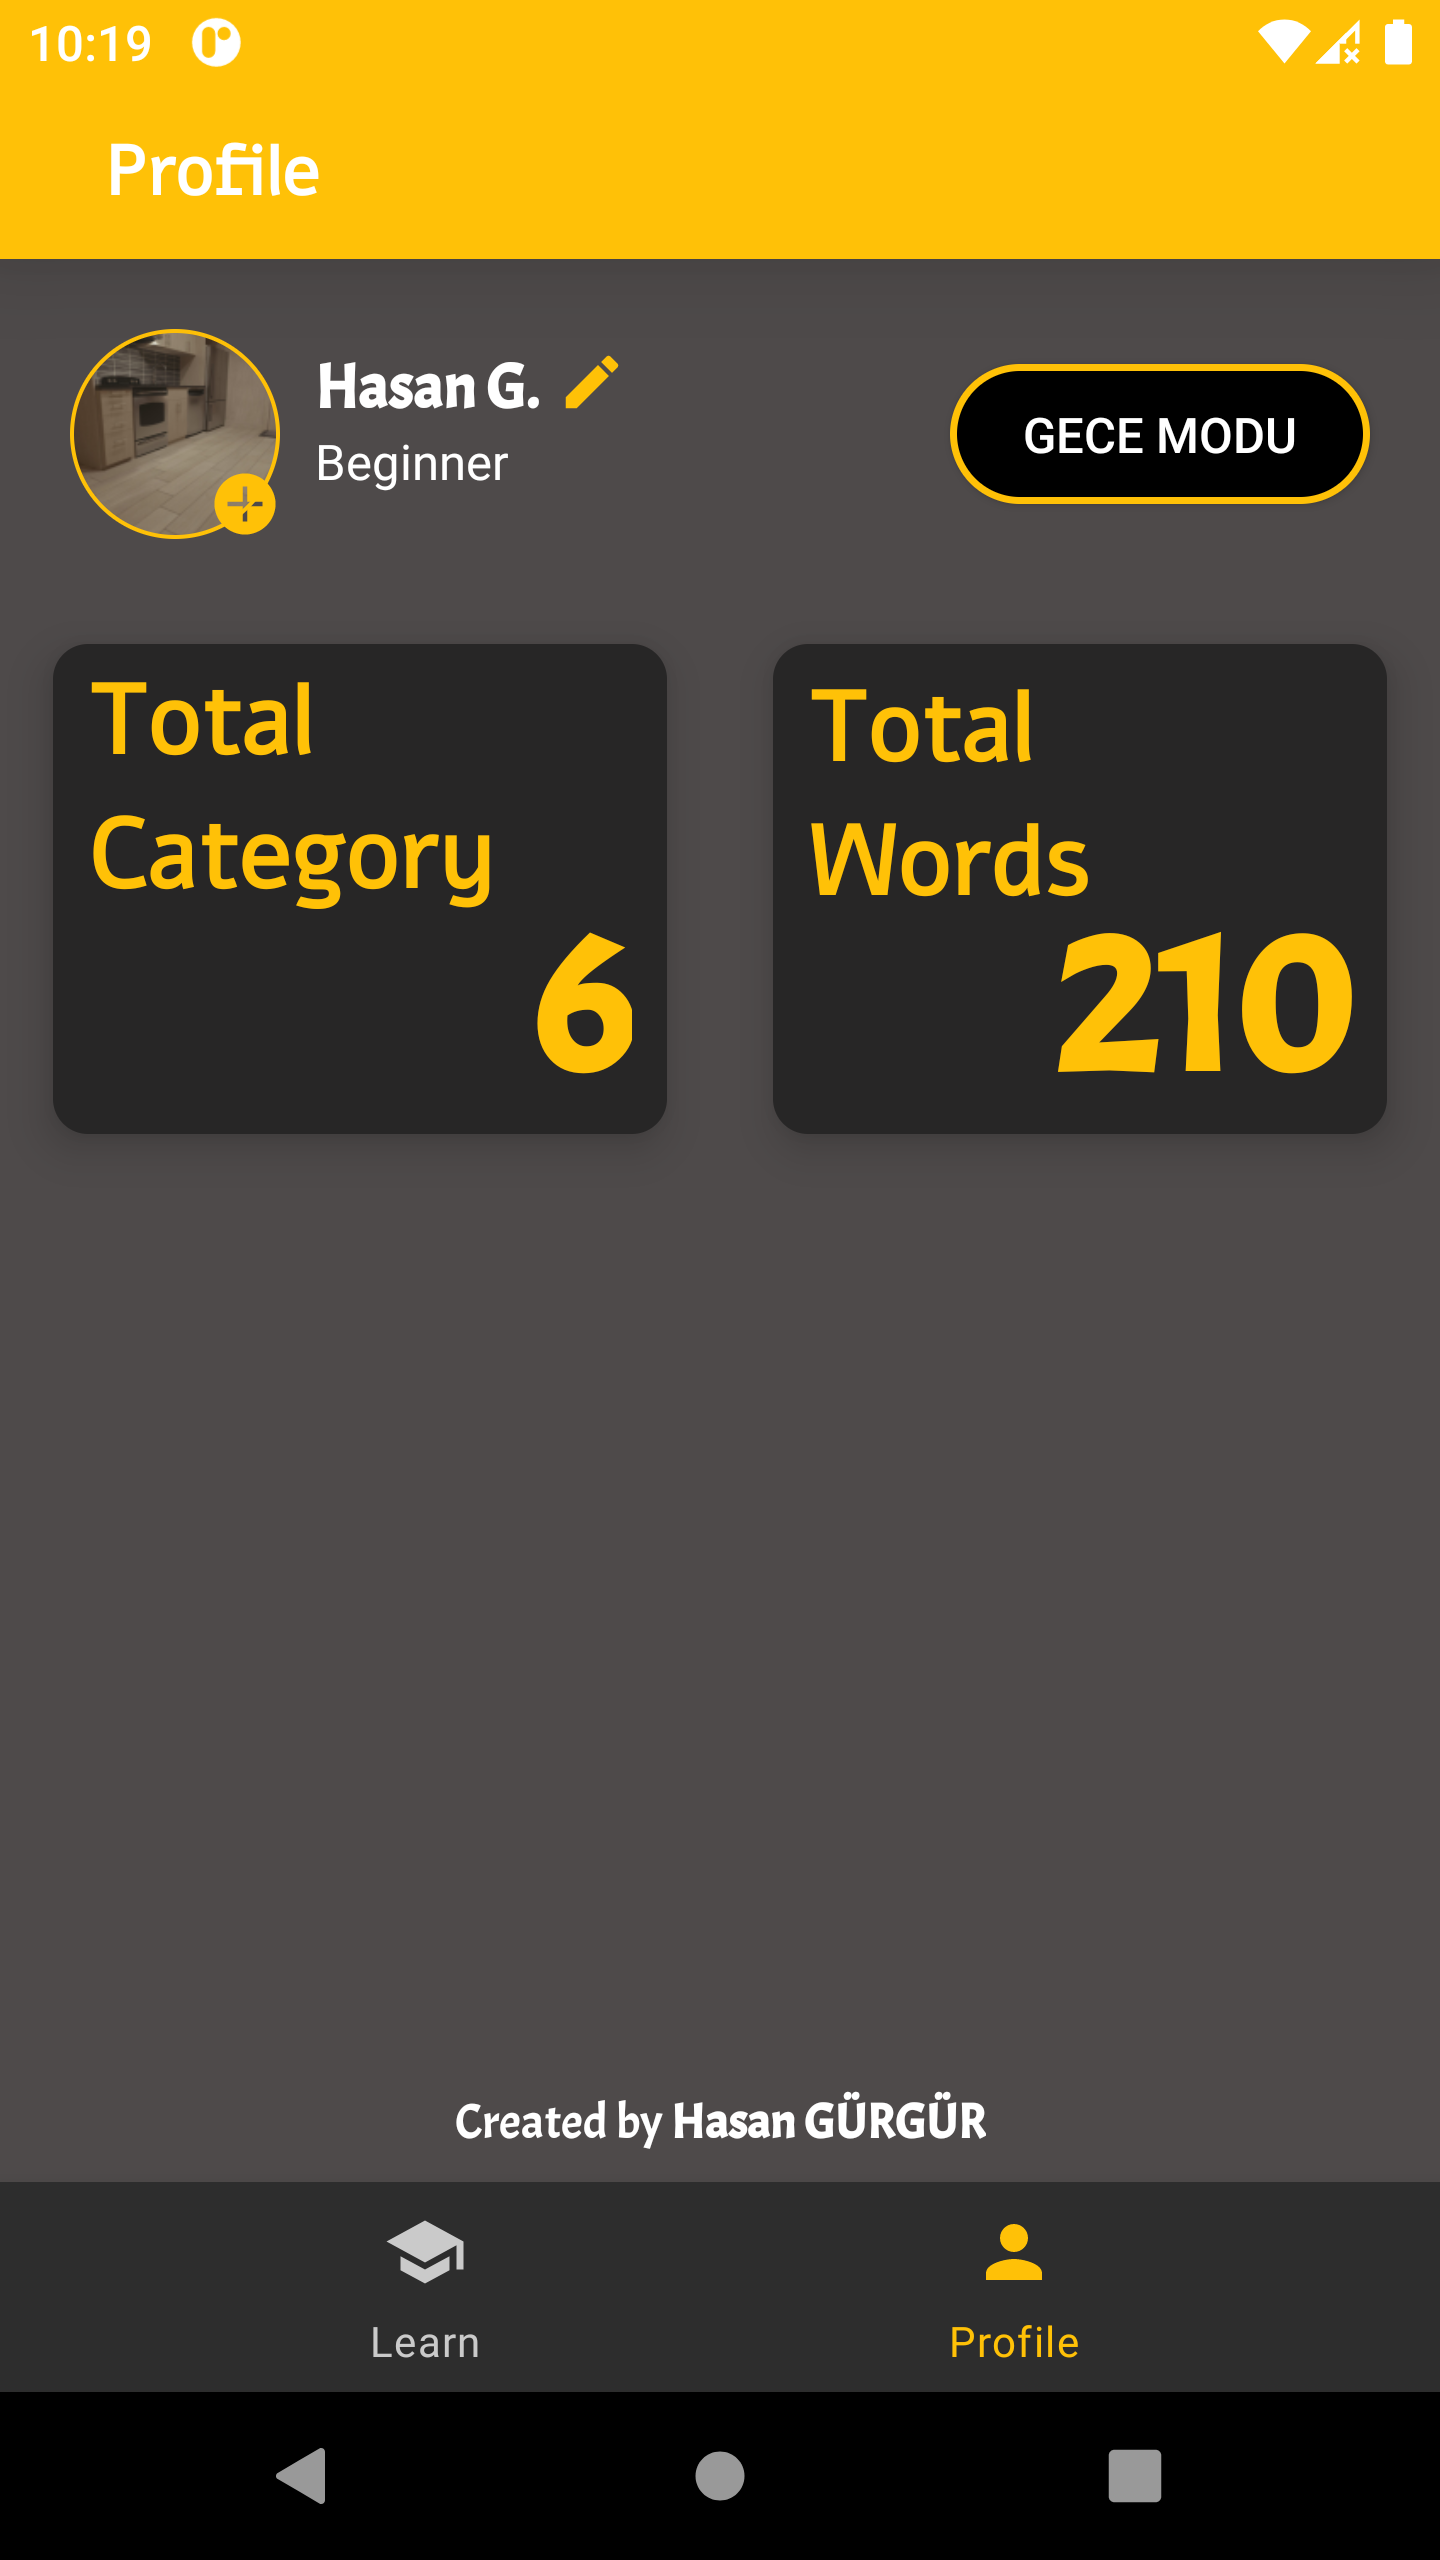 10:19
Profile
Hasan G.
Beginner
GECE MODU
Total
Category
6
Total
Words
210
Created by Hasan GÜRGÜR
Learn
Profile